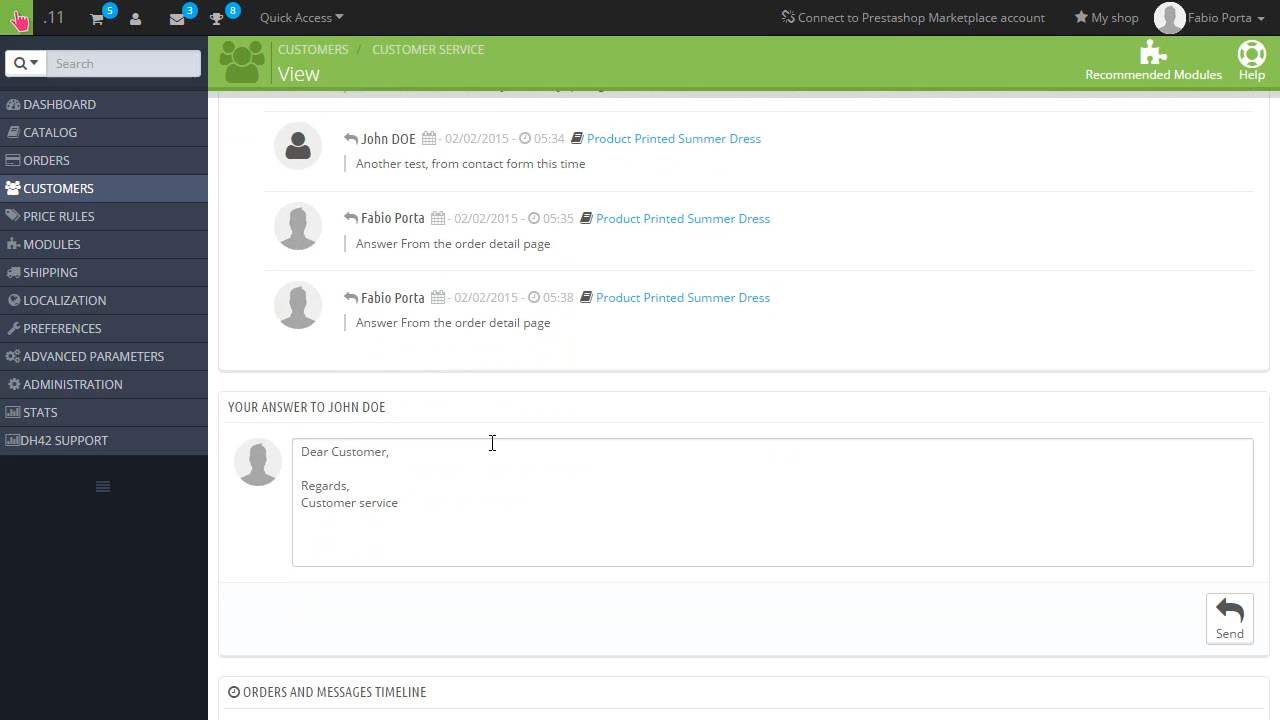 .11 5 3 8 Quick Access Connect to Prestashop Marketplace account My shop Fabio Porta
Search
CUSTOMERS / CUSTOMER SERVICE
View
Recommended Modules
Help
DASHBOARD
CATALOG
ORDERS
CUSTOMERS
PRICE RULES
MODULES
SHIPPING
LOCALIZATION
PREFERENCES
ADVANCED PARAMETERS
ADMINISTRATION
STATS
DH42 SUPPORT
John DOE - 02/02/2015 - 05:34 Product Printed Summer Dress
Another test, from contact form this time
Fabio Porta - 02/02/2015 - 05:35 Product Printed Summer Dress
Answer From the order detail page
Fabio Porta - 02/02/2015 - 05:38 Product Printed Summer Dress
Answer From the order detail page
YOUR ANSWER TO JOHN DOE
Dear Customer,
Regards,
Customer service
Send
ORDERS AND MESSAGES TIMELINE